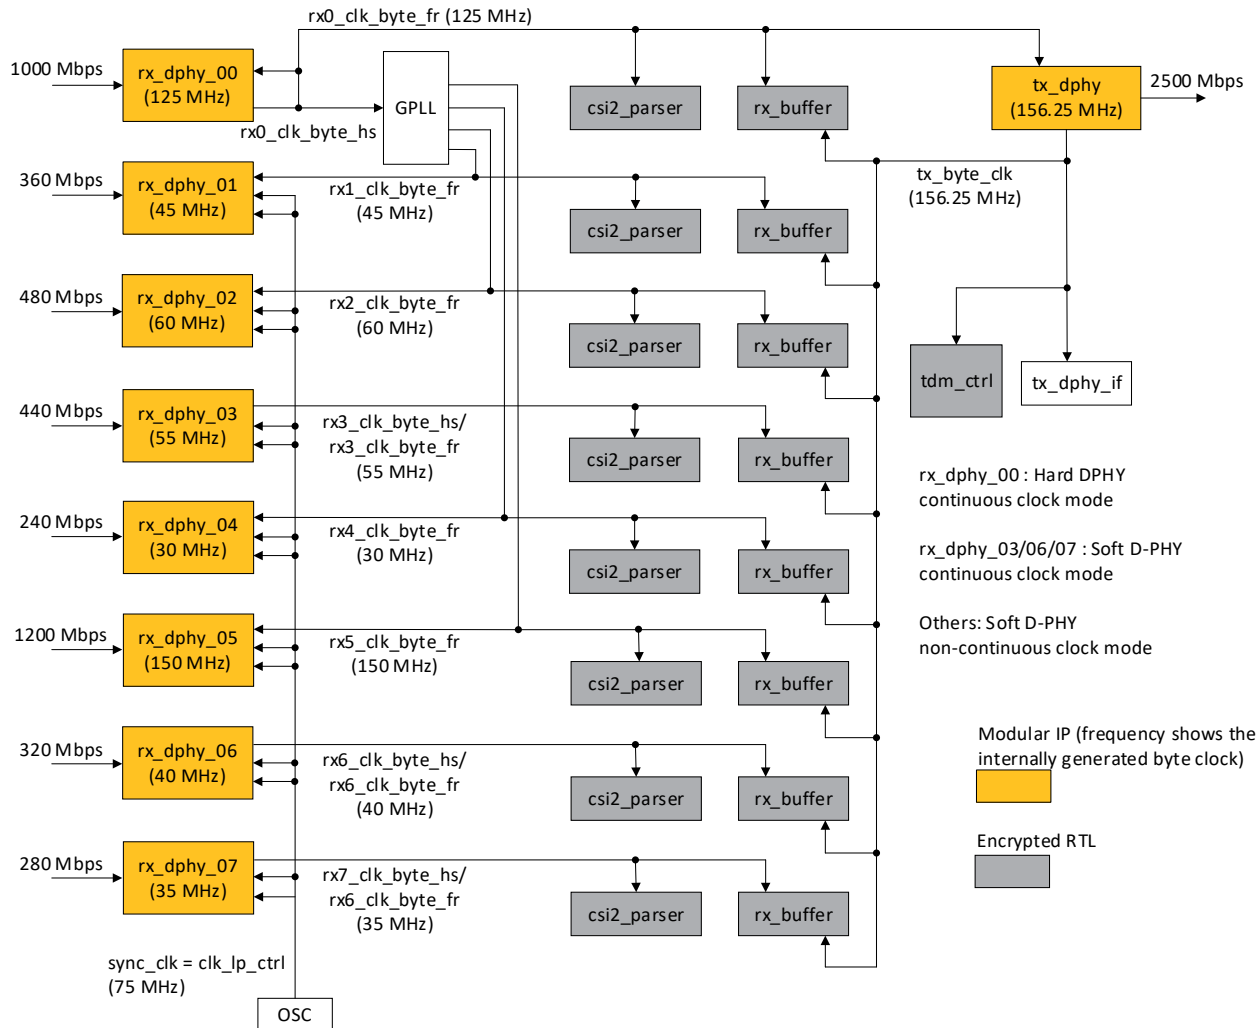 rx0_clk_byte_fr (125 MHz)
1000 Mbps
rx_dphy_00
(125 MHz)
GPLL
rx0_clk_byte_hs
csi2_parser
rx_buffer
tx_dphy
(156.25 MHz)
2500 Mbps
tx_byte_clk
(156.25 MHz)
360 Mbps
rx_dphy_01
(45 MHz)
rx1_clk_byte_fr
(45 MHz)
csi2_parser
rx_buffer
480 Mbps
rx_dphy_02
(60 MHz)
rx2_clk_byte_fr
(60 MHz)
csi2_parser
rx_buffer
tdm_ctrl
tx_dphy_if
440 Mbps
rx_dphy_03
(55 MHz)
rx3_clk_byte_hs/
rx3_clk_byte_fr
(55 MHz)
csi2_parser
rx_buffer
240 Mbps
rx_dphy_04
(30 MHz)
rx4_clk_byte_fr
(30 MHz)
csi2_parser
rx_buffer
1200 Mbps
rx_dphy_05
(150 MHz)
rx5_clk_byte_fr
(150 MHz)
csi2_parser
rx_buffer
320 Mbps
rx_dphy_06
(40 MHz)
rx6_clk_byte_hs/
rx6_clk_byte_fr
(40 MHz)
csi2_parser
rx_buffer
280 Mbps
rx_dphy_07
(35 MHz)
rx7_clk_byte_hs/
rx6_clk_byte_fr
(35 MHz)
csi2_parser
rx_buffer
sync_clk = clk_lp_ctrl
(75 MHz)
OSC
rx_dphy_00 : Hard DPHY
continuous clock mode
rx_dphy_03/06/07 : Soft D-PHY
continuous clock mode
Others: Soft D-PHY
non-continuous clock mode
Modular IP (frequency shows the
internally generated byte clock)
Encrypted RTL